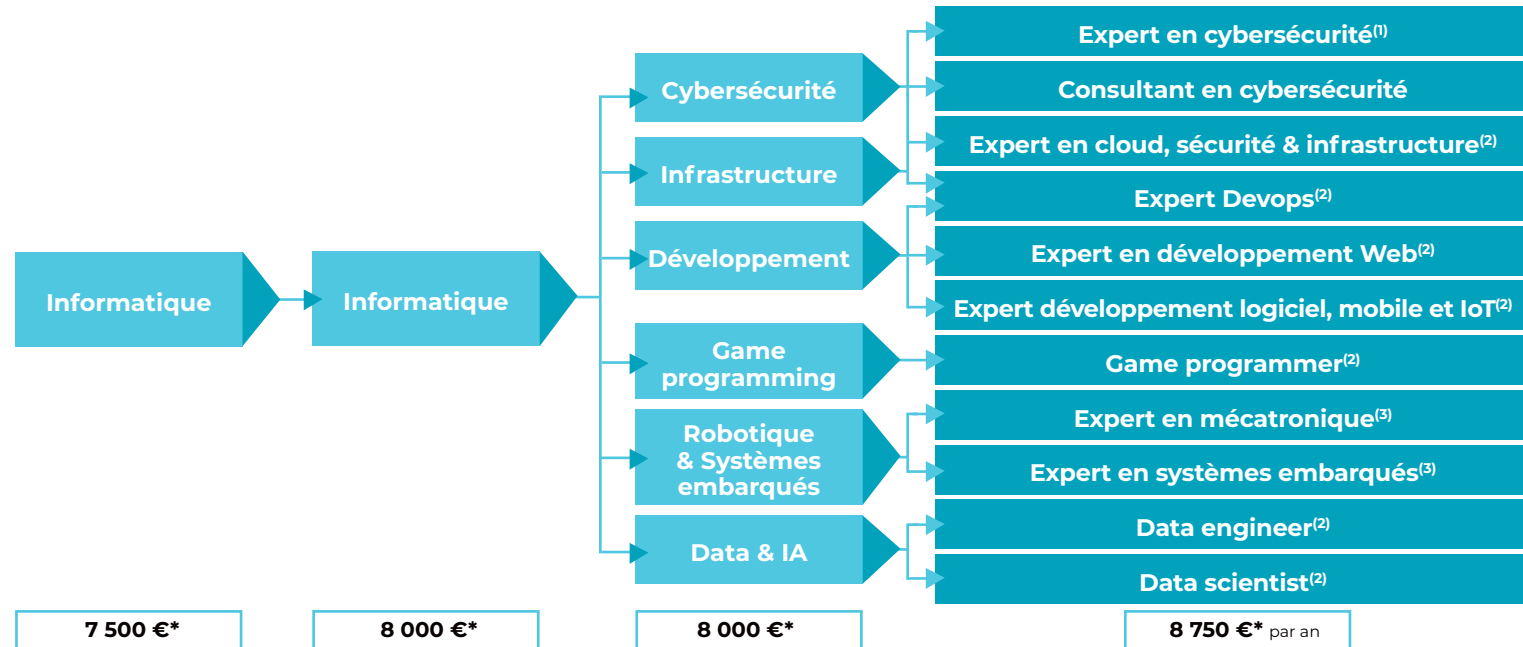 Informatique
Informatique
Cybersécurité
Infrastructure
Développement
Game
programming
Robotique
& Systèmes
embarqués
Data & IA
Expert en cybersécurité(1)
Consultant en cybersécurité
Expert en cloud, sécurité & infrastructure(2)
Expert Devops(2)
Expert en développement Web(2)
Expert développement logiciel, mobile et IoT(2)
Game programmer(2)
Expert en mécatronique(3)
Expert en systèmes embarqués(3)
Data engineer(2)
Data scientist(2)
7 500 €*
8 000 €*
8 000 €*
8 750 €* par an